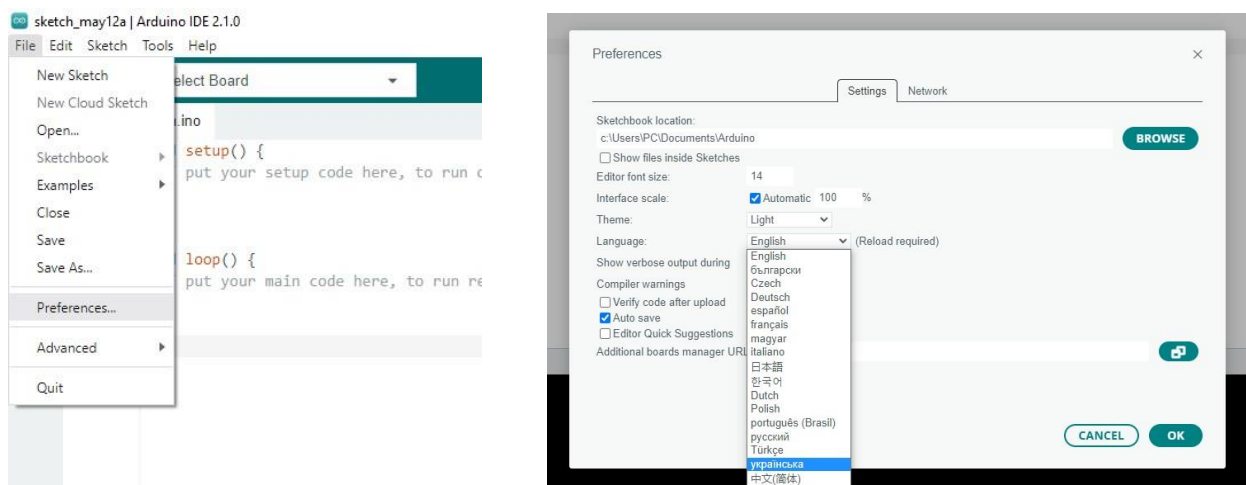 sketch_may12a | Arduino IDE 2.1.0
File Edit Sketch Tools Help
New Sketch
New Cloud Sketch
Open...
Sketchbook
Examples
Close
Save
Save As...
Preferences...
Advanced
Quit
elect Board
.ino
setup() {
put your setup code here, to run
loop() {
put your main code here, to run
Preferences
Settings Network
Sketchbook location:
c:\Users\PC\Documents\Arduino
BROWSE
Show files inside Sketches
Editor font size: 14
Interface scale: Automatic 100 %
Theme: Light
Language: English (Reload required)
Show verbose output during
Compiler warnings
Verify code after upload
Auto save
Editor Quick Suggestions
Additional boards manager URL
English
български
Czech
Deutsch
español
français
magyar
italiano
日本語
한국어
Dutch
Polish
português (Brasil)
русский
Türkçe
українська
中文(简体)
CANCEL OK